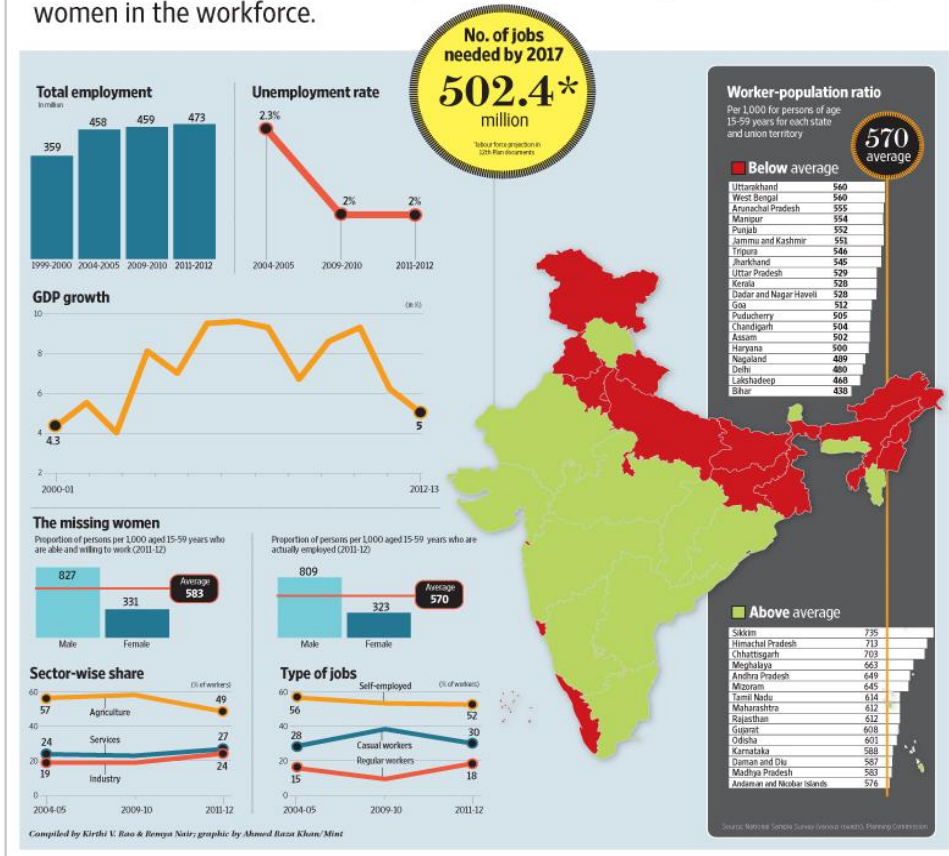 women in the workforce.
No. of jobs
needed by 2017
502.4*
million
*labour force projection in
12th Plan documents
Total employment
In million
359
458
459
473
1999-2000
2004-2005
2009-2010
2011-2012
Unemployment rate
2.3%
2%
2%
2004-2005
2009-2010
2011-2012
GDP growth
(in %)
10
8
6
4
2
4.3
5
2000-01
2012-13
The missing women
Proportion of persons per 1,000 aged 15-59 years who
are able and willing to work (2011-12)
827
331
Average
583
Male
Female
Proportion of persons per 1,000 aged 15-59 years who are
actually employed (2011-12)
809
323
Average
570
Male
Female
Sector-wise share
(% of workers)
60
40
20
0
57
Agriculture
49
24
Services
27
19
Industry
24
2004-05
2009-10
2011-12
Type of jobs
(% of workers)
60
40
20
0
56
Self-employed
52
28
Casual workers
30
15
Regular workers
18
2004-05
2009-10
2011-12
Compiled by Kirthi V. Rao & Remya Nair; graphic by Ahmed Raza Khan/Mint
Worker-population ratio
Per 1,000 for persons of age
15-59 years for each state
and union territory
570
average
Below average
Uttarakhand 560
West Bengal 560
Arunachal Pradesh 555
Manipur 554
Punjab 552
Jammu and Kashmir 551
Tripura 546
Jharkhand 545
Uttar Pradesh 529
Kerala 528
Dadar and Nagar Haveli 528
Goa 512
Puducherry 505
Chandigarh 504
Assam 502
Haryana 500
Nagaland 489
Delhi 480
Lakshadeep 468
Bihar 438
Above average
Sikkim 735
Himachal Pradesh 713
Chhattisgarh 703
Meghalaya 663
Andhra Pradesh 649
Mizoram 645
Tamil Nadu 614
Maharashtra 612
Rajasthan 612
Gujarat 608
Odisha 601
Karnataka 588
Daman and Diu 587
Madhya Pradesh 583
Andaman and Nicobar Islands 576
Source: National Sample Survey (various rounds), Planning Commission